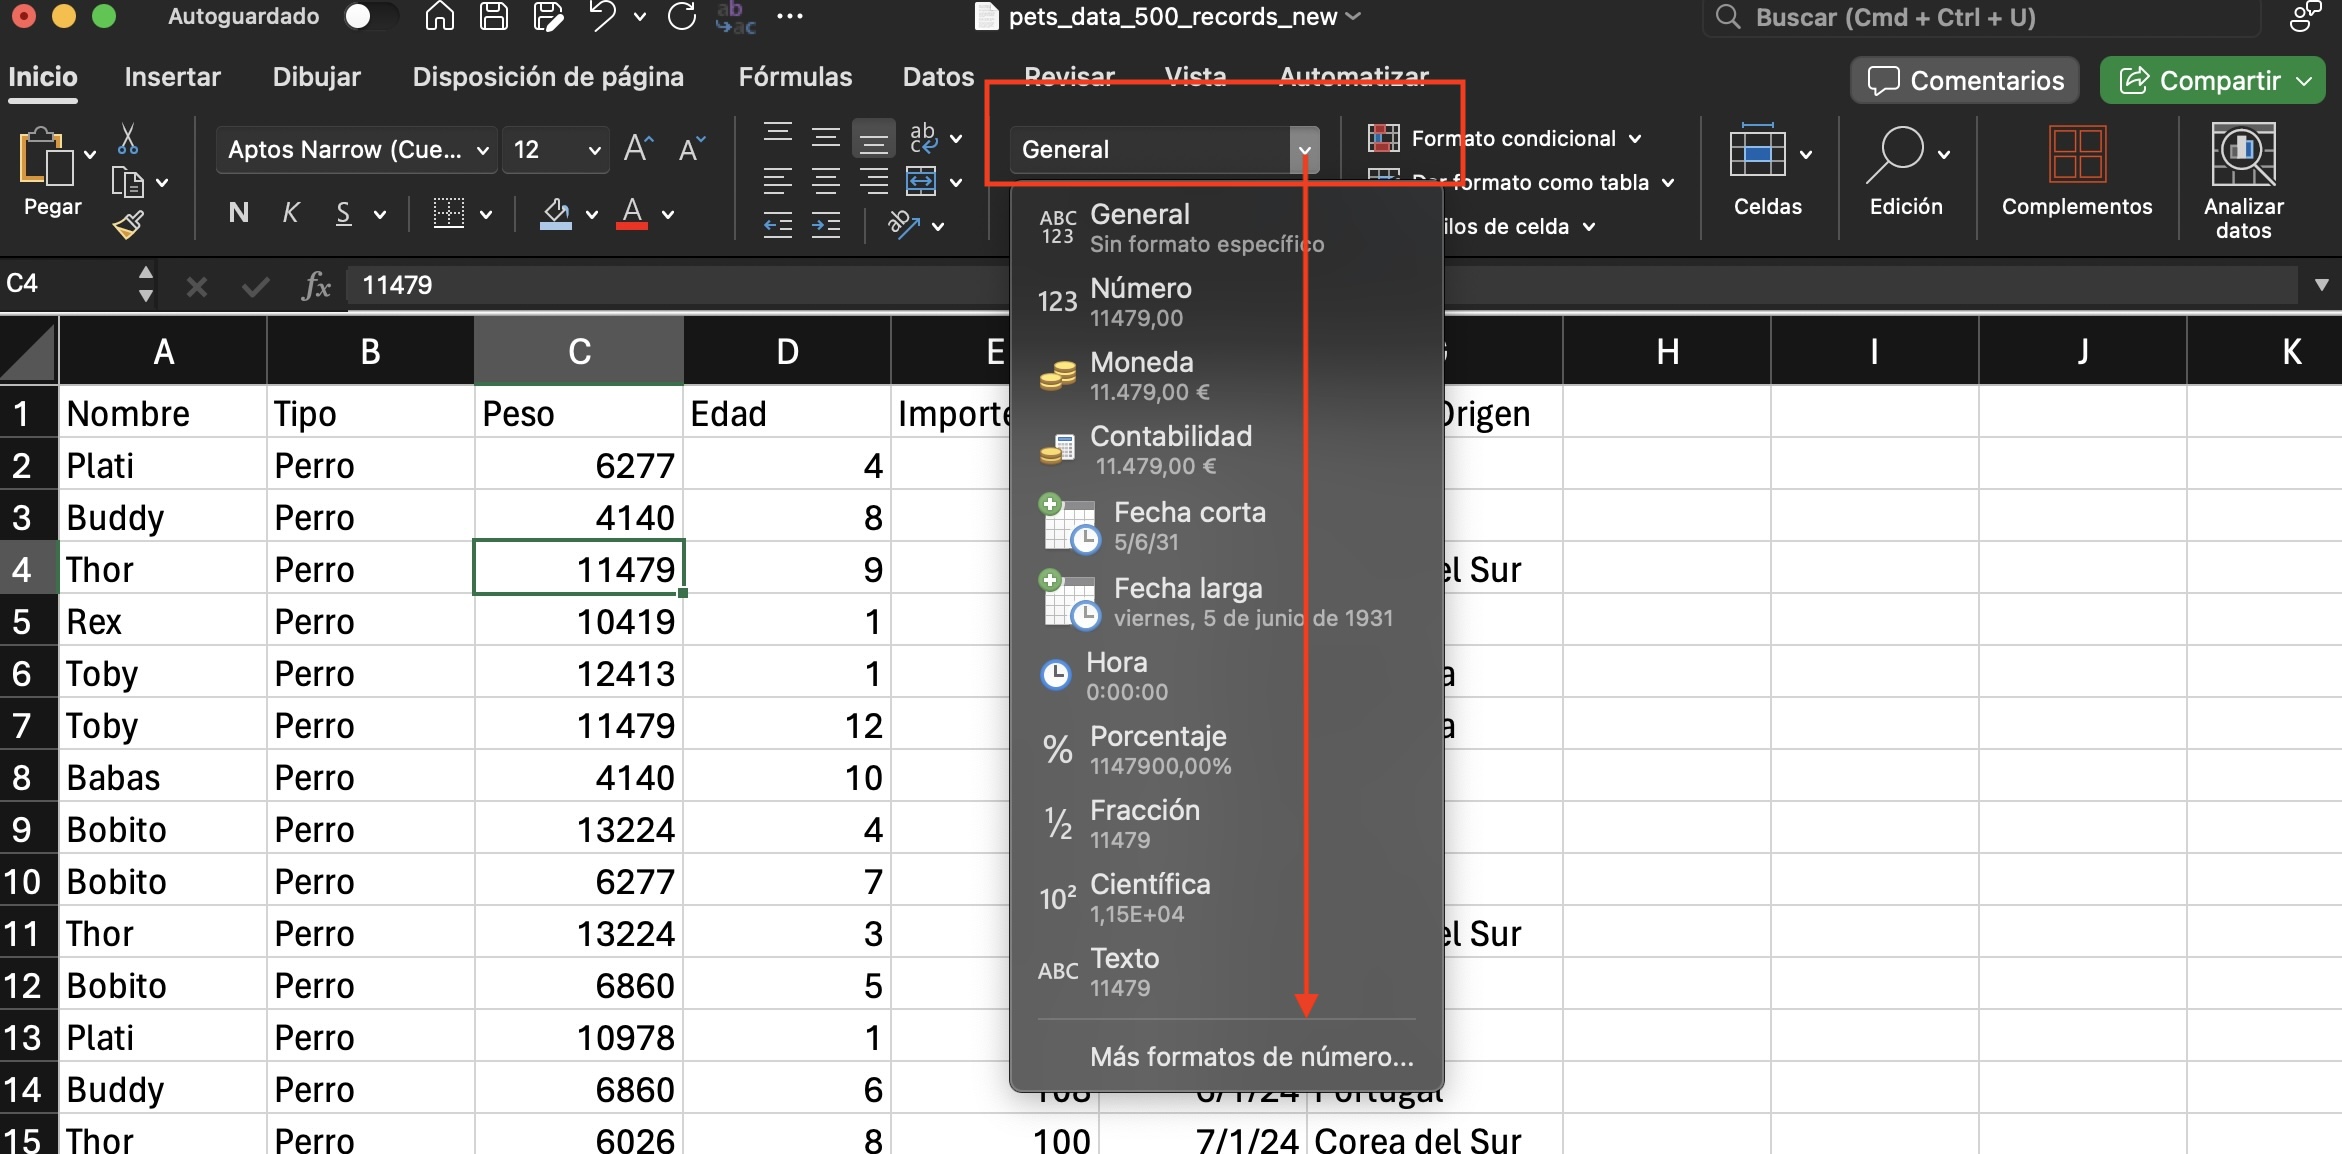 Autoguardado
pets_data_500_records_new
Buscar (Cmd + Ctrl + U)
Inicio Insertar Dibujar Disposición de página Fórmulas Datos Revisar Vista Automatizar
Comentarios Compartir
Pegar
Aptos Narrow (Cue... 12
N K S
General
Formato condicional
Dar formato como tabla
ilos de celda
Celdas
Edición
Complementos
Analizar
datos
C4 fx 11479
A B C D E H I J K
1 Nombre Tipo Peso Edad Importe Origen
2 Plati Perro 6277 4
3 Buddy Perro 4140 8
4 Thor Perro 11479 9 el Sur
5 Rex Perro 10419 1
6 Toby Perro 12413 1 a
7 Toby Perro 11479 12 a
8 Babas Perro 4140 10
9 Bobito Perro 13224 4
10 Bobito Perro 6277 7
11 Thor Perro 13224 3 el Sur
12 Bobito Perro 6860 5
13 Plati Perro 10978 1
14 Buddy Perro 6860 6 108 6/1/24 Portugal
15 Thor Perro 6026 8 100 7/1/24 Corea del Sur
ABC
123
General
Sin formato específico
123 Número
11479,00
Moneda
11.479,00 €
Contabilidad
11.479,00 €
Fecha corta
5/6/31
Fecha larga
viernes, 5 de junio de 1931
Hora
0:00:00
% Porcentaje
1147900,00%
½ Fracción
11479
10² Científica
1,15E+04
ABC Texto
11479
Más formatos de número...